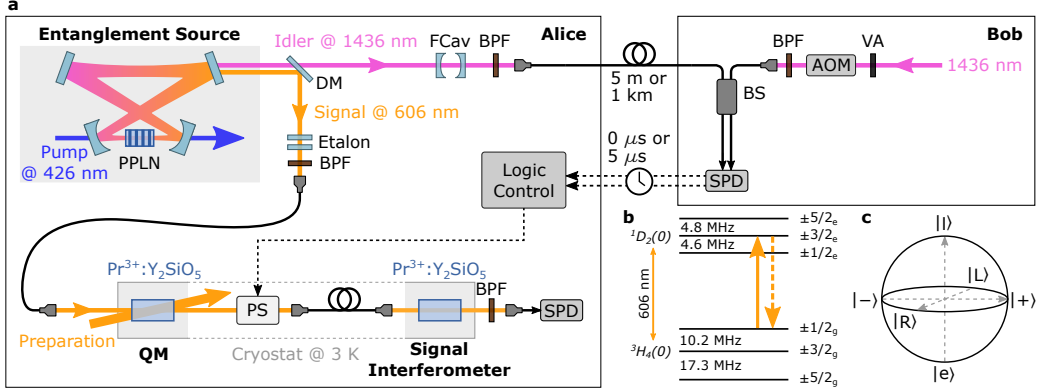 a
Entanglement Source
Idler @ 1436 nm
FCav
BPF
Alice
DM
Signal @ 606 nm
Etalon
BPF
PPLN
Pump
@ 426 nm
5 m or
1 km
BPF
AOM
VA
Bob
1436 nm
BS
0 μs or
5 μs
SPD
Logic
Control
Pr³⁺:Y₂SiO₅
Preparation
QM
PS
Cryostat @ 3 K
Pr³⁺:Y₂SiO₅
BPF
SPD
Signal
Interferometer
b
±5/2ₑ
4.8 MHz
¹D₂(0)
±3/2ₑ
4.6 MHz
±1/2ₑ
606 nm
±1/2g
³H₄(0)
10.2 MHz
±3/2g
17.3 MHz
±5/2g
c
|l⟩
|L⟩
|−⟩
|+⟩
|R⟩
|e⟩